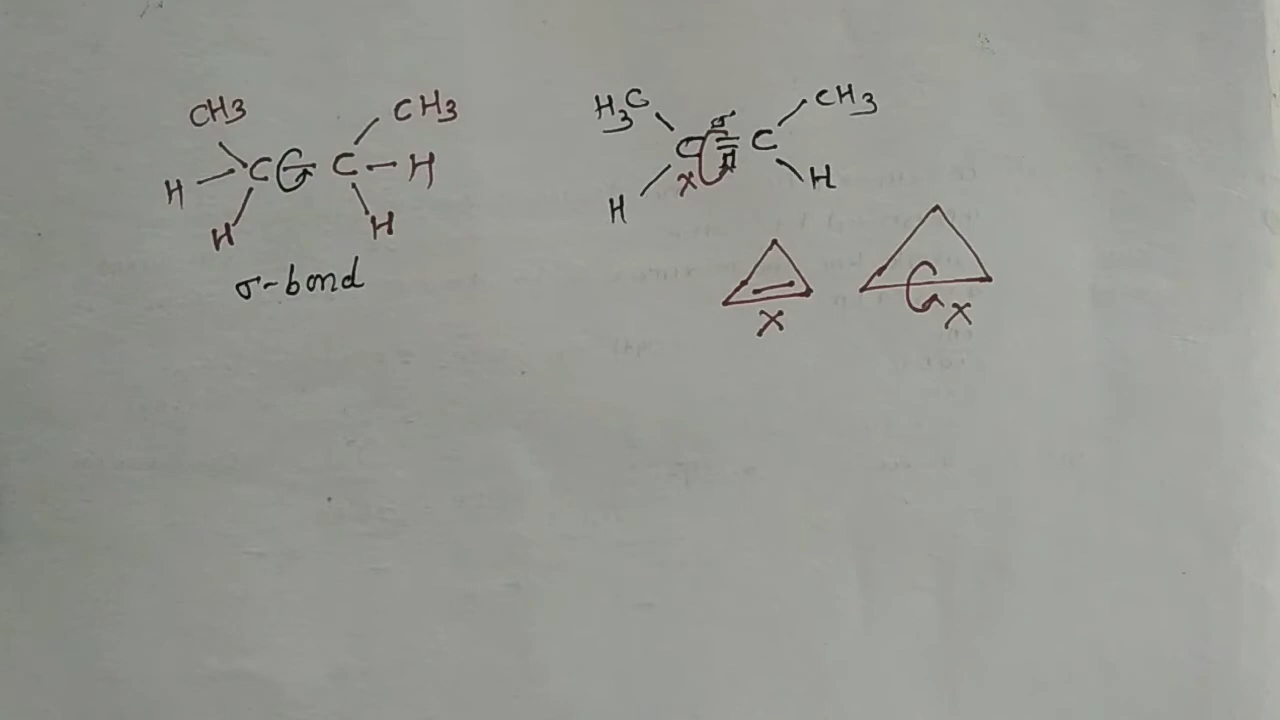 CH3 CH3
H C C H
H H
σ-bond
H3C CH3
C σ C
x π
H H
x x